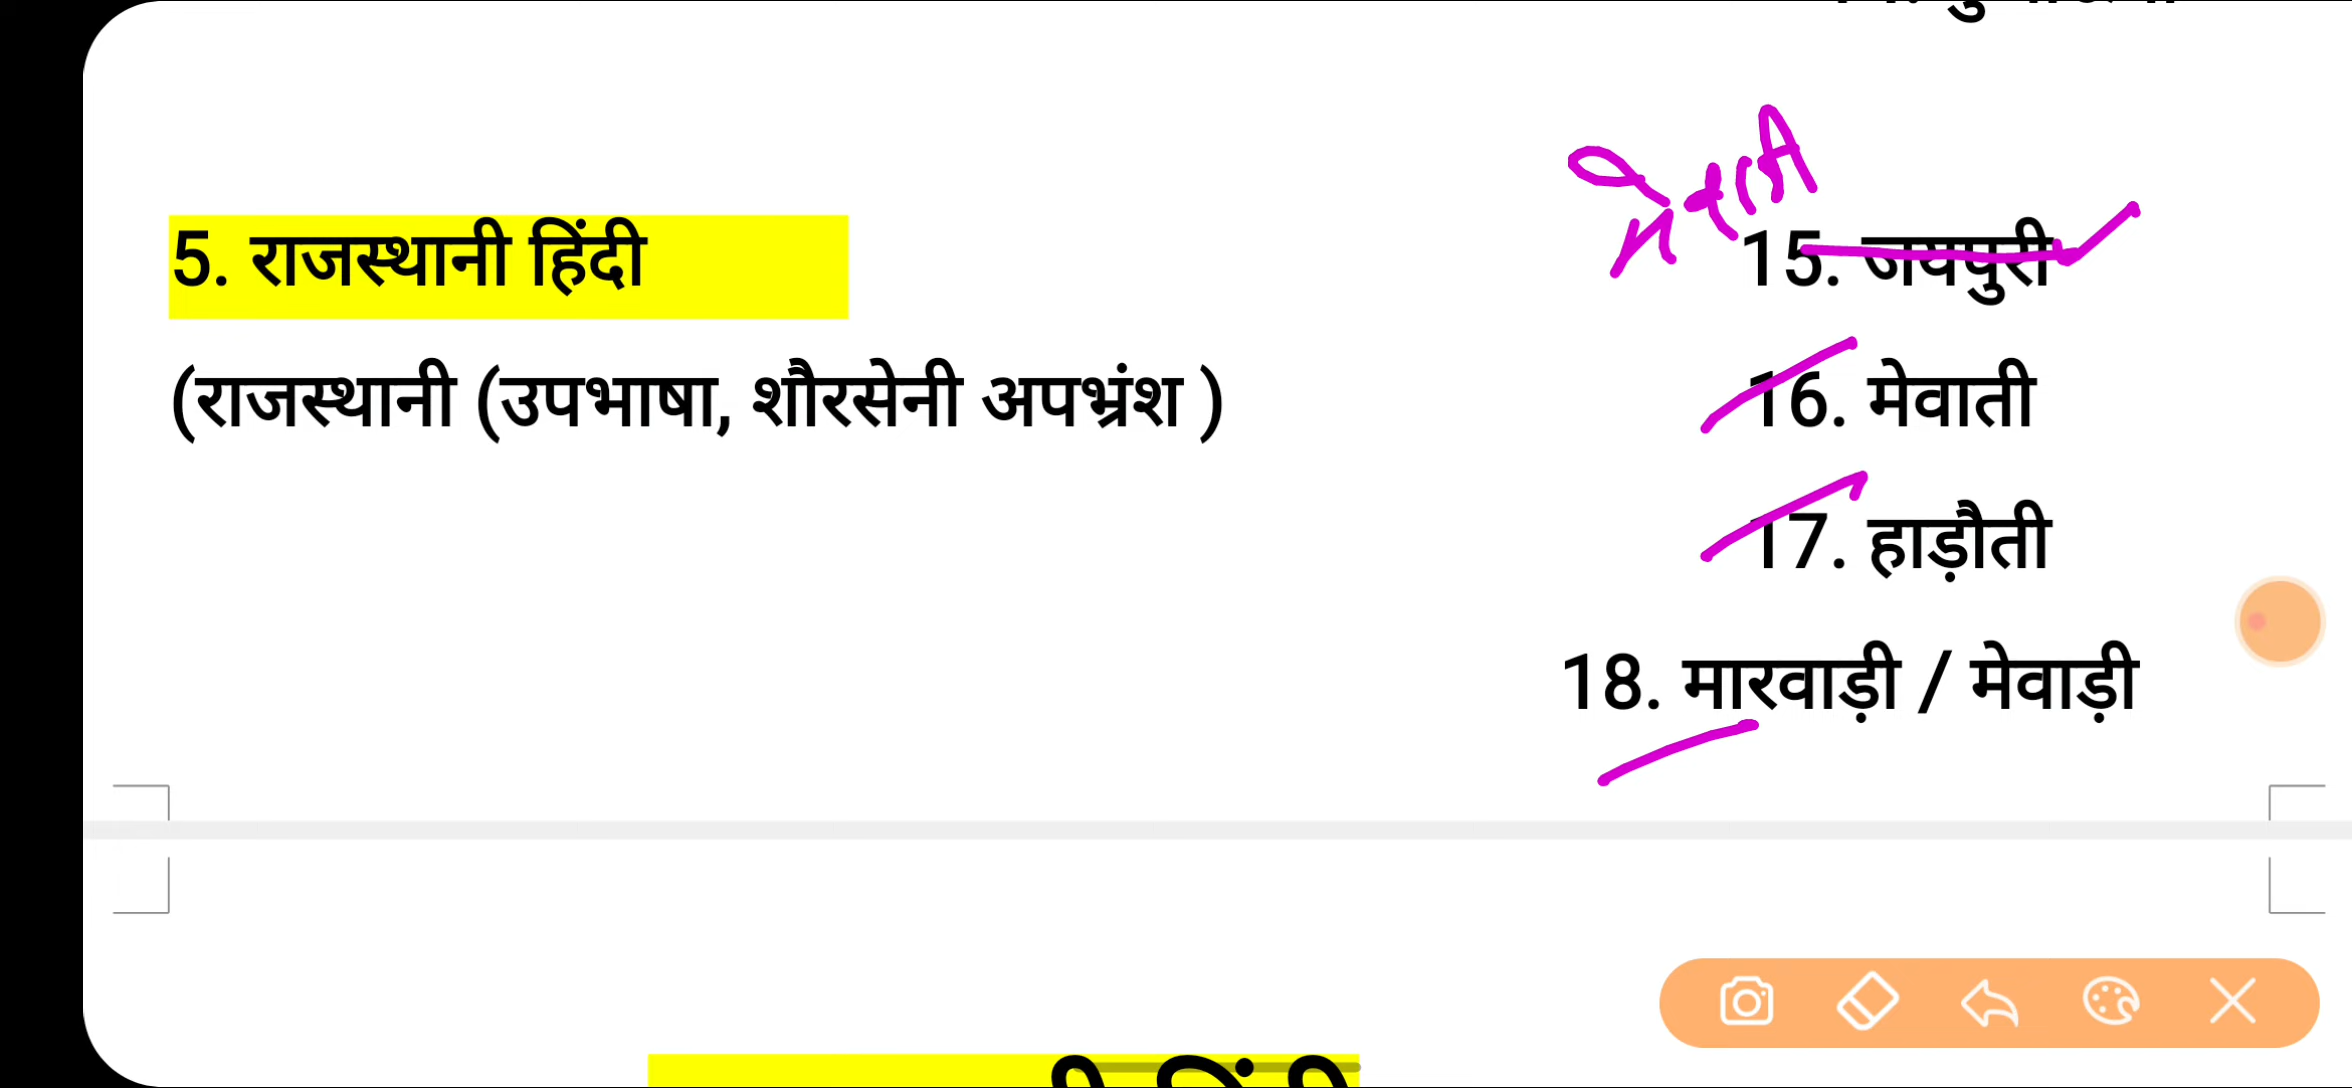 5. राजस्थानी हिंदी
15. जयपुरी
(राजस्थानी (उपभाषा, शौरसेनी अपभ्रंश )
16. मेवाती
17. हाड़ौती
18. मारवाड़ी / मेवाड़ी